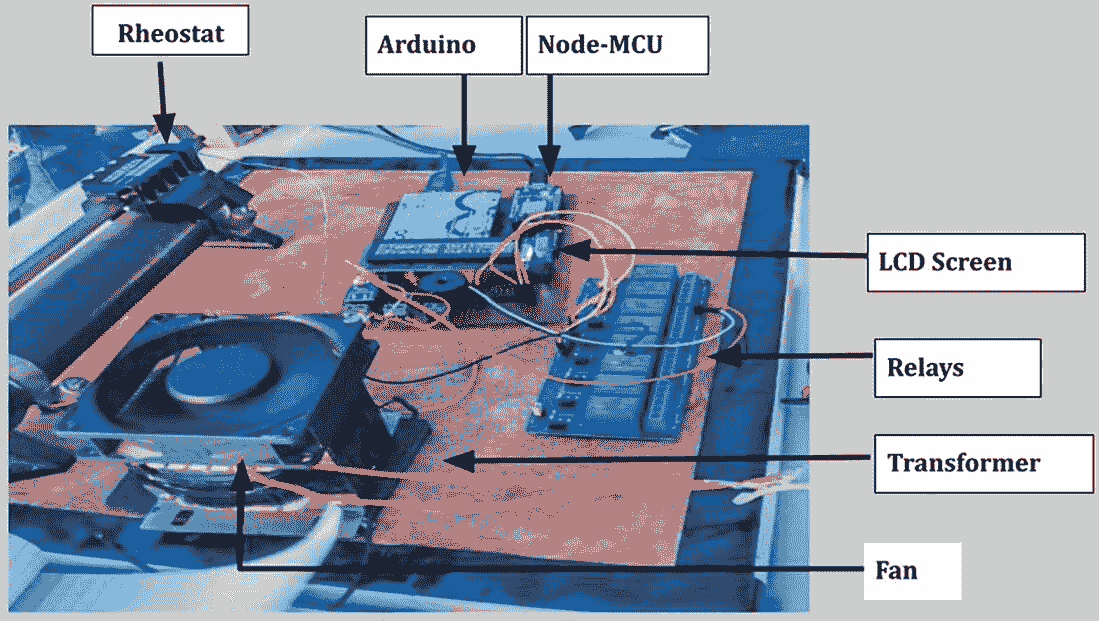 Rheostat
Arduino
Node-MCU
LCD Screen
Relays
Transformer
Fan